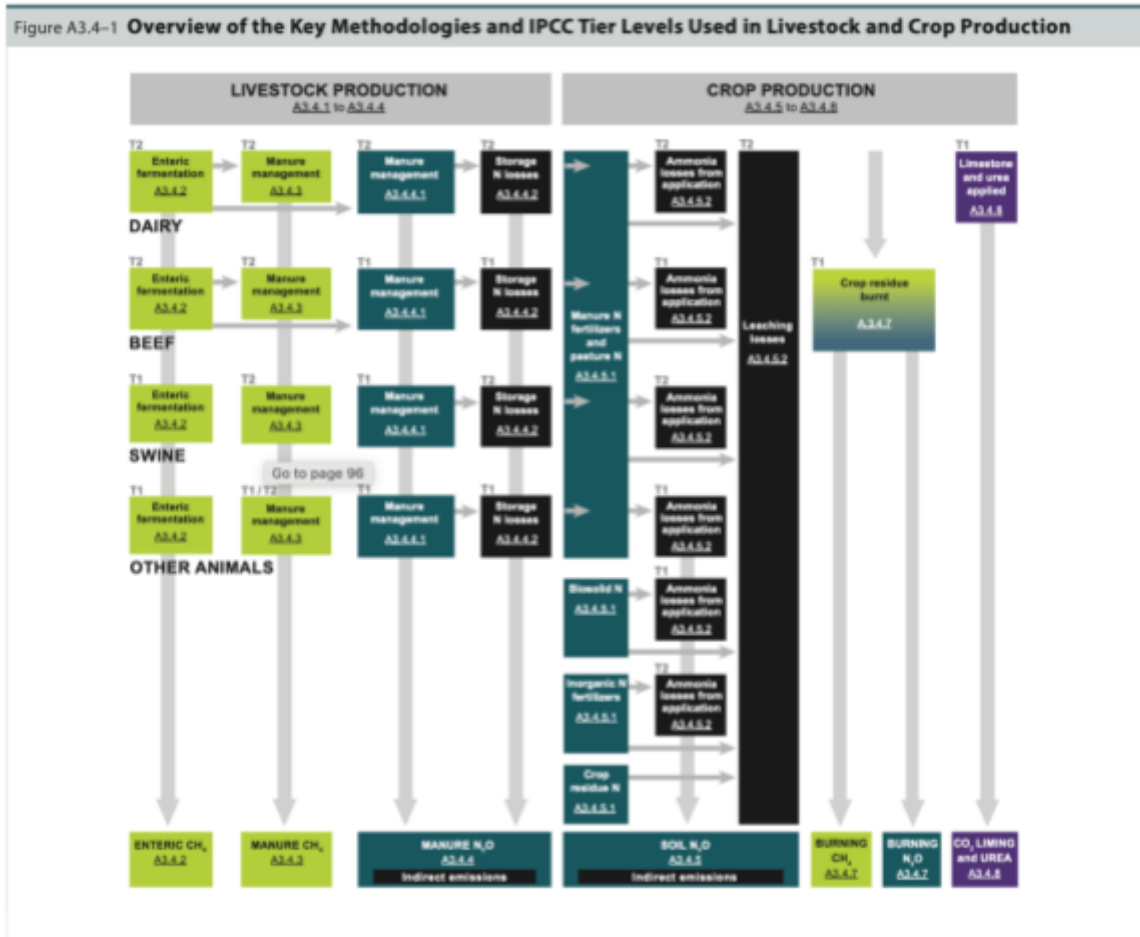 Figure A3.4–1 Overview of the Key Methodologies and IPCC Tier Levels Used in Livestock and Crop Production
LIVESTOCK PRODUCTION
A3.4.1 to A3.4.4
CROP PRODUCTION
A3.4.5 to A3.4.8
T2
Enteric
fermentation
A3.4.2
T2
Manure
management
A3.4.3
T2
Manure
management
A3.4.4.1
T2
Storage
N losses
A3.4.4.2
DAIRY
T2
Enteric
fermentation
A3.4.2
T2
Manure
management
A3.4.3
T1
Manure
management
A3.4.4.1
T1
Storage
N losses
A3.4.4.2
BEEF
T1
Enteric
fermentation
A3.4.2
T2
Manure
management
A3.4.3
T1
Manure
management
A3.4.4.1
T2
Storage
N losses
A3.4.4.2
SWINE
Go to page 96
T1
Enteric
fermentation
A3.4.2
T1 / T2
Manure
management
A3.4.3
T1
Manure
management
A3.4.4.1
T1
Storage
N losses
A3.4.4.2
OTHER ANIMALS
Manure N
fertilizers
and
pasture N
A3.4.5.1
T2
Ammonia
losses from
application
A3.4.5.2
T1
Ammonia
losses from
application
A3.4.5.2
T2
Ammonia
losses from
application
A3.4.5.2
T1
Ammonia
losses from
application
A3.4.5.2
Biosolid N
A3.4.5.1
T1
Ammonia
losses from
application
A3.4.5.2
Inorganic N
fertilizers
A3.4.5.1
T2
Ammonia
losses from
application
A3.4.5.2
Crop
residue N
A3.4.5.1
T2
Leaching
losses
A3.4.5.2
T1
Crop residue
burnt
A.3.4.7
T1
Limestone
and urea
applied
A3.4.8
ENTERIC CH₄
A3.4.2
MANURE CH₄
A3.4.3
MANURE N₂O
A3.4.4
Indirect emissions
SOIL N₂O
A3.4.5
Indirect emissions
BURNING
CH₄
A3.4.7
BURNING
N₂O
A3.4.7
CO₂ LIMING
and UREA
A3.4.8